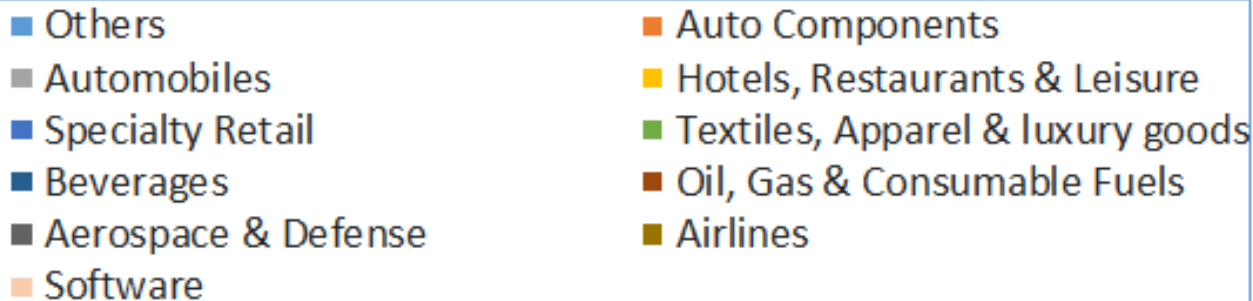 Others
Auto Components
Automobiles
Hotels, Restaurants & Leisure
Specialty Retail
Textiles, Apparel & luxury goods
Beverages
Oil, Gas & Consumable Fuels
Aerospace & Defense
Airlines
Software